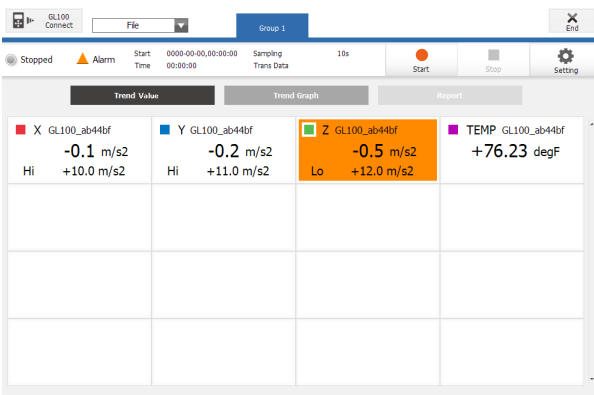 GL100
Connect
File
Group 1
End
Stopped
Alarm
Start 0000-00-00,00:00:00 Sampling 10s
Time 00:00:00 Trans Data
Start
Stop
Setting
Trend Value
Trend Graph
Report
X GL100_ab44bf
-0.1 m/s2
Hi +10.0 m/s2
Y GL100_ab44bf
-0.2 m/s2
Hi +11.0 m/s2
Z GL100_ab44bf
-0.5 m/s2
Lo +12.0 m/s2
TEMP GL100_ab44bf
+76.23 degF